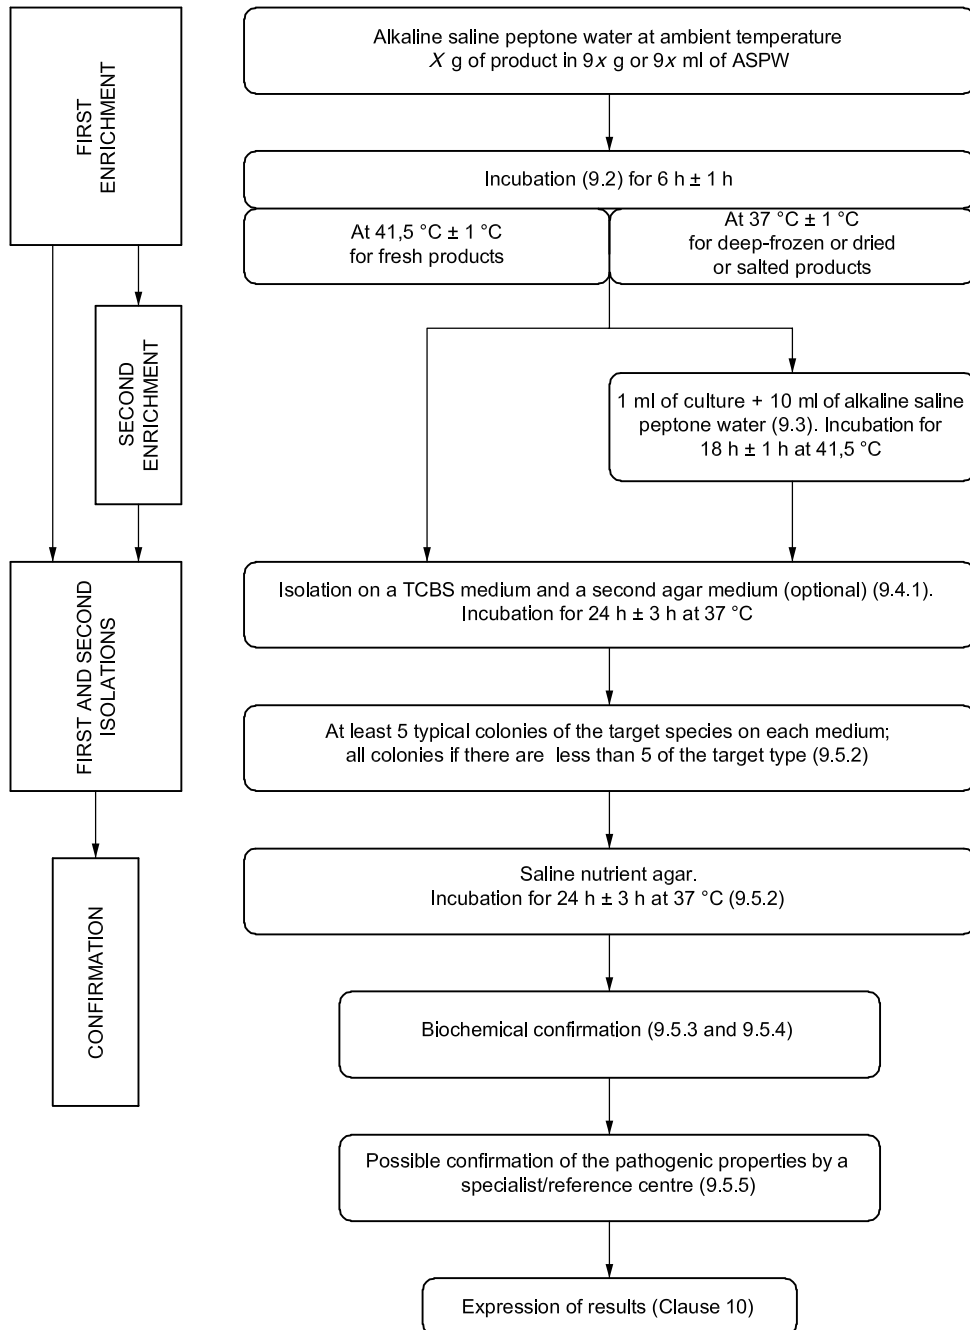 Alkaline saline peptone water at ambient temperature
X g of product in 9x g or 9x ml of ASPW
FIRST
ENRICHMENT
Incubation (9.2) for 6 h ± 1 h
At 41,5 °C ± 1 °C
for fresh products
At 37 °C ± 1 °C
for deep-frozen or dried
or salted products
SECOND
ENRICHMENT
1 ml of culture + 10 ml of alkaline saline
peptone water (9.3). Incubation for
18 h ± 1 h at 41,5 °C
FIRST AND SECOND
ISOLATIONS
Isolation on a TCBS medium and a second agar medium (optional) (9.4.1).
Incubation for 24 h ± 3 h at 37 °C
At least 5 typical colonies of the target species on each medium;
all colonies if there are less than 5 of the target type (9.5.2)
CONFIRMATION
Saline nutrient agar.
Incubation for 24 h ± 3 h at 37 °C (9.5.2)
Biochemical confirmation (9.5.3 and 9.5.4)
Possible confirmation of the pathogenic properties by a
specialist/reference centre (9.5.5)
Expression of results (Clause 10)